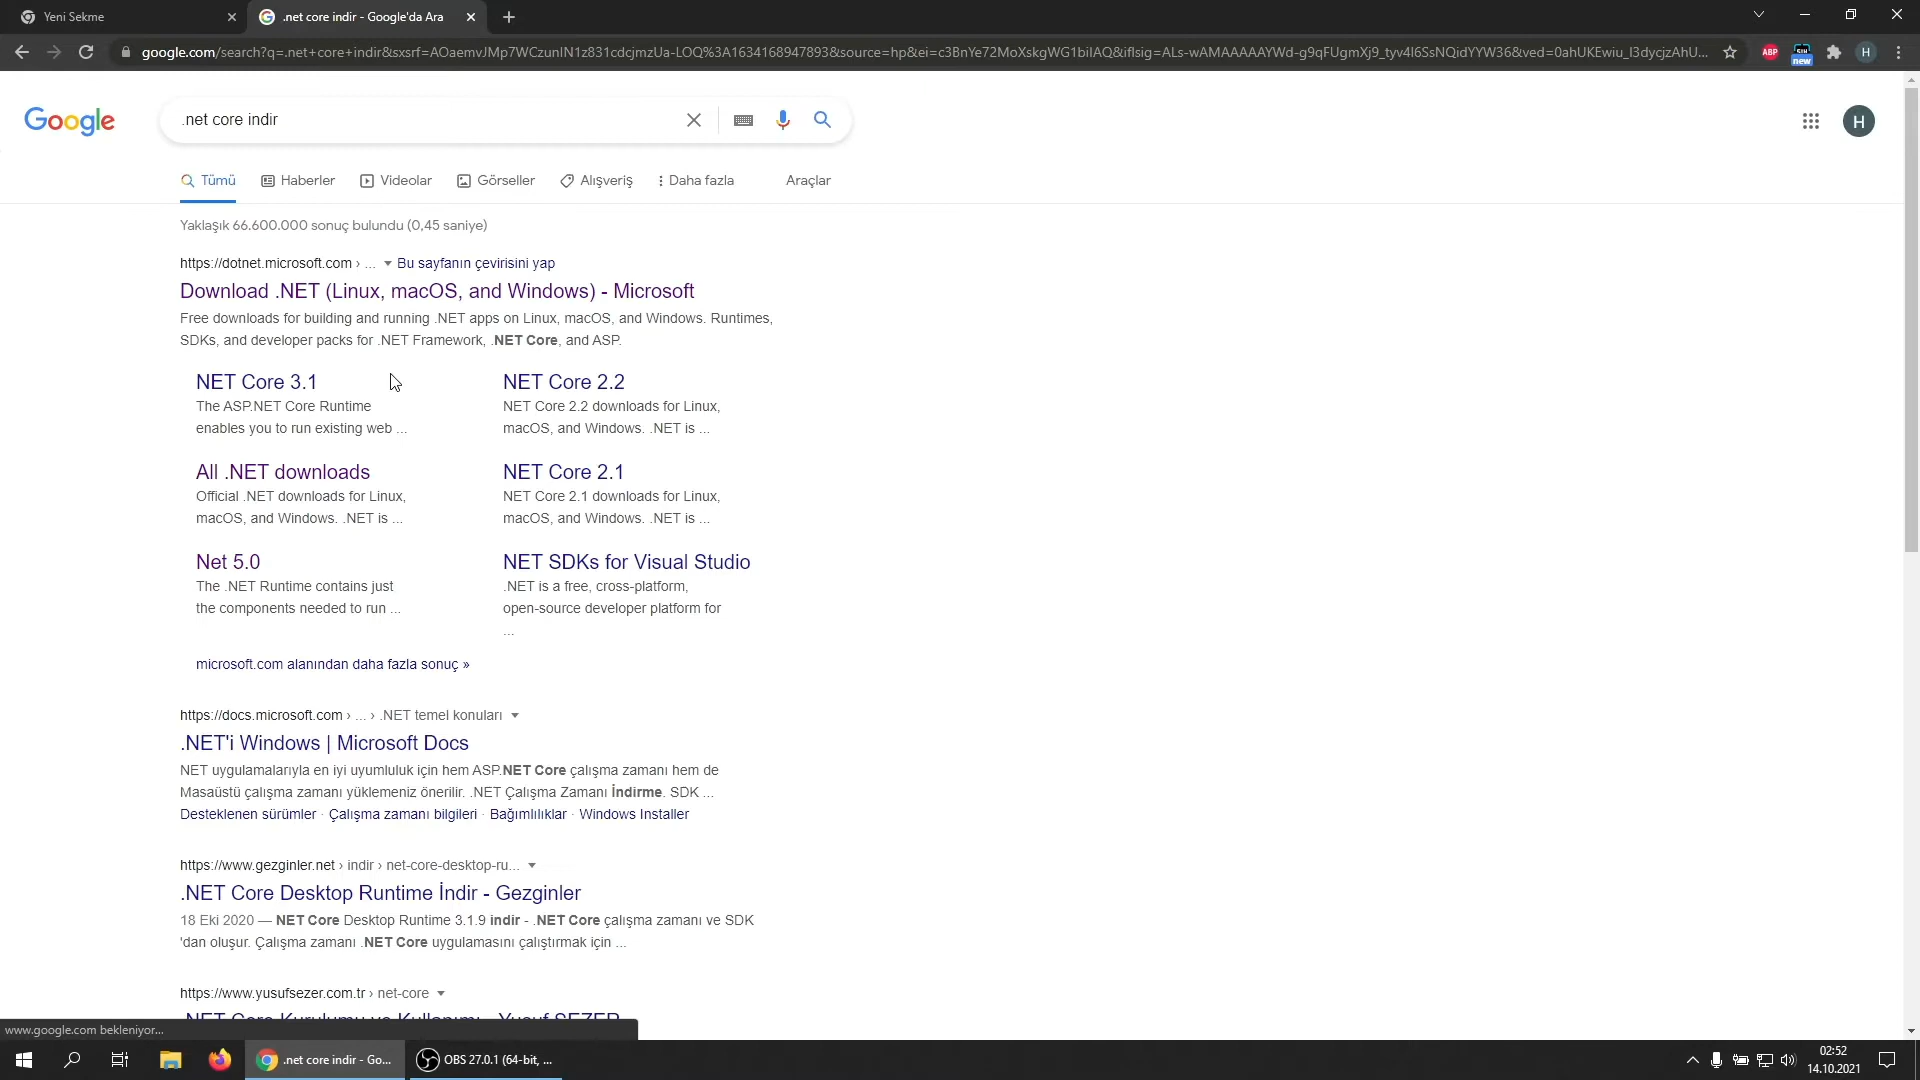 Yeni Sekme
.net core indir - Google'da Ara
google.com/search?q=.net+core+indir&sxsrf=AOaemvJMp7WCzunIN1z831cdcjmzUa-LOQ%3A1634168947893&source=hp&ei=c3BnYe72MoXskgWG1bilAQ&iflsig=ALs-wAMAAAAAYWd-g9qFUgmXj9_tyv4I6SsNQidYYW36&ved=0ahUKEwiu_I3dycjzAhU...
ABP
new
H
Google
.net core indir
H
Tümü
Haberler
Videolar
Görseller
Alışveriş
Daha fazla
Araçlar
Yaklaşık 66.600.000 sonuç bulundu (0,45 saniye)
https://dotnet.microsoft.com › ... Bu sayfanın çevirisini yap
Download .NET (Linux, macOS, and Windows) - Microsoft
Free downloads for building and running .NET apps on Linux, macOS, and Windows. Runtimes,
SDKs, and developer packs for .NET Framework, .NET Core, and ASP.
NET Core 3.1
The ASP.NET Core Runtime
enables you to run existing web ...
NET Core 2.2
NET Core 2.2 downloads for Linux,
macOS, and Windows. .NET is ...
All .NET downloads
Official .NET downloads for Linux,
macOS, and Windows. .NET is ...
NET Core 2.1
NET Core 2.1 downloads for Linux,
macOS, and Windows. .NET is ...
Net 5.0
The .NET Runtime contains just
the components needed to run ...
NET SDKs for Visual Studio
.NET is a free, cross-platform,
open-source developer platform for
...
microsoft.com alanından daha fazla sonuç »
https://docs.microsoft.com › ... › .NET temel konuları
.NET'i Windows | Microsoft Docs
NET uygulamalarıyla en iyi uyumluluk için hem ASP.NET Core çalışma zamanı hem de
Masaüstü çalışma zamanı yüklemeniz önerilir. .NET Çalışma Zamanı İndirme. SDK ...
Desteklenen sürümler · Çalışma zamanı bilgileri · Bağımlılıklar · Windows Installer
https://www.gezginler.net › indir › net-core-desktop-ru...
.NET Core Desktop Runtime İndir - Gezginler
18 Eki 2020 — NET Core Desktop Runtime 3.1.9 indir - .NET Core çalışma zamanı ve SDK
'dan oluşur. Çalışma zamanı .NET Core uygulamasını çalıştırmak için ...
https://www.yusufsezer.com.tr › net-core
.NET Core Kurulumu ve Kullanımı - Yusuf SEZER
www.google.com bekleniyor...
.net core indir - Go...
OBS 27.0.1 (64-bit, ...
02:52
14.10.2021